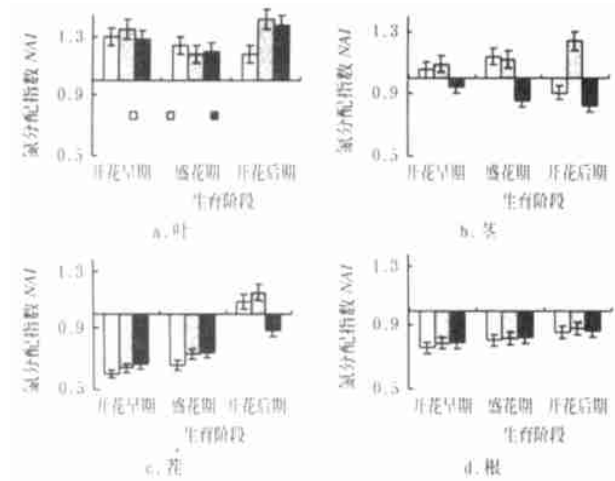 氮分配指数 NAI
1.3
0.9
0.5
开花早期 盛花期 开花后期
生育阶段
a.叶
氮分配指数 NAI
1.3
0.9
0.5
开花早期 盛花期 开花后期
生育阶段
b.茎
氮分配指数 NAI
1.3
0.9
0.5
开花早期 盛花期 开花后期
生育阶段
c.茬
氮分配指数 NAI
1.3
0.9
0.5
开花早期 盛花期 开花后期
生育阶段
d.根